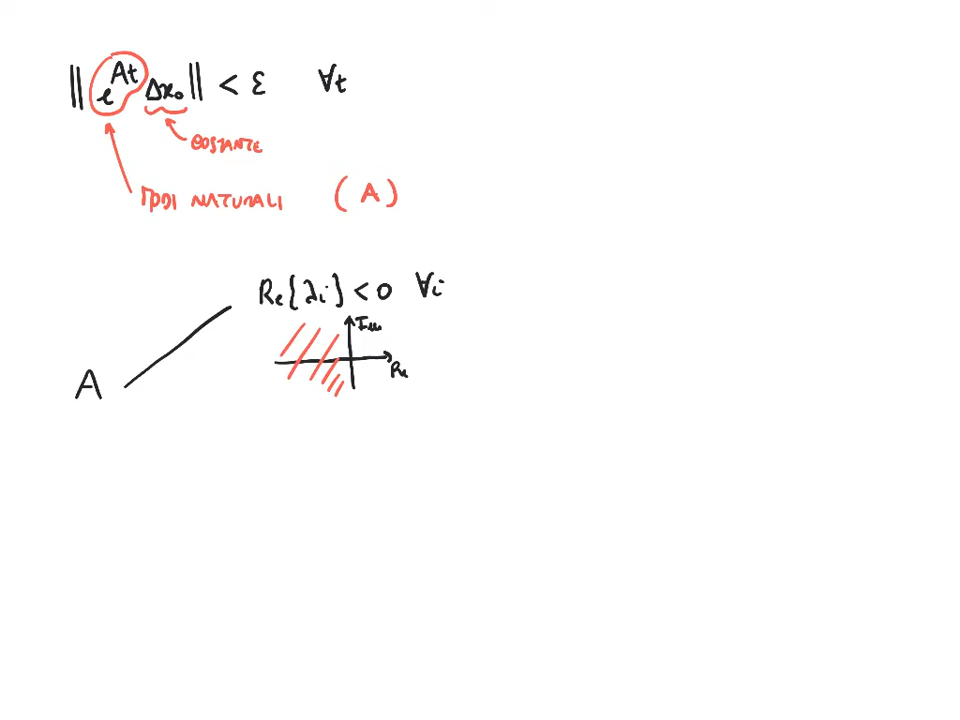 ‖ e^{At} Δx₀ ‖ < ε ∀t
COSTANTE
MODI NATURALI (A)
Re{λi} < 0 ∀i
Im
Re
A